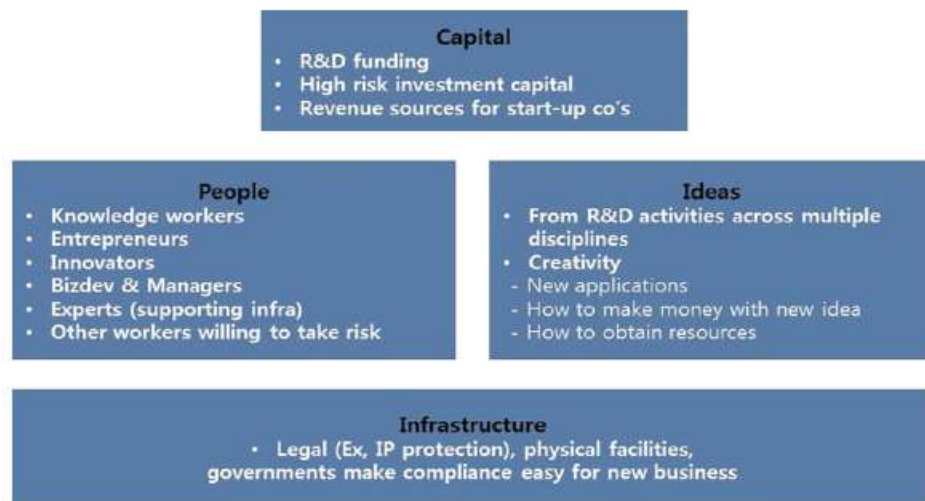 Capital
• R&D funding
• High risk investment capital
• Revenue sources for start-up co's
People
• Knowledge workers
• Entrepreneurs
• Innovators
• Bizdev & Managers
• Experts (supporting infra)
• Other workers willing to take risk
Ideas
• From R&D activities across multiple
disciplines
• Creativity
- New applications
- How to make money with new idea
- How to obtain resources
Infrastructure
• Legal (Ex, IP protection), physical facilities,
governments make compliance easy for new business